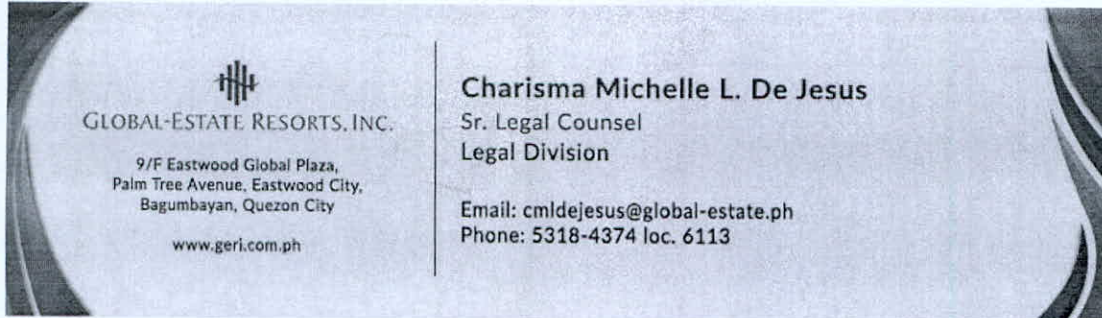 GLOBAL-ESTATE RESORTS, INC.
9/F Eastwood Global Plaza,
Palm Tree Avenue, Eastwood City,
Bagumbayan, Quezon City
www.geri.com.ph
Charisma Michelle L. De Jesus
Sr. Legal Counsel
Legal Division
Email: cmldejesus@global-estate.ph
Phone: 5318-4374 loc. 6113